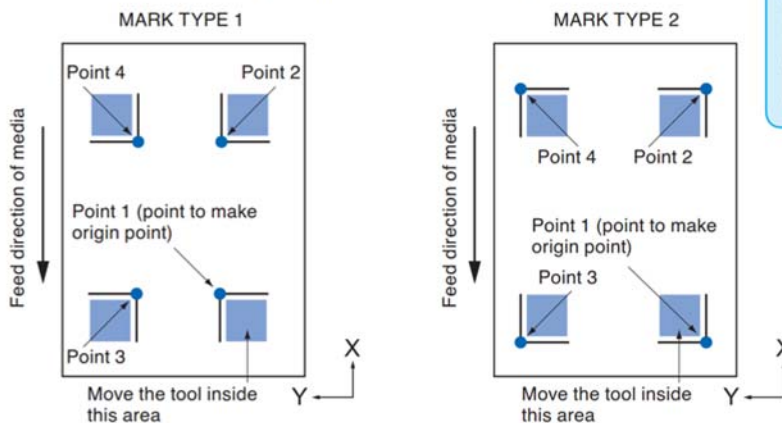 MARK TYPE 1
Point 4
Point 2
Feed direction of media
Point 1 (point to make
origin point)
Point 3
Move the tool inside
this area
X
Y
MARK TYPE 2
Point 4
Point 2
Feed direction of media
Point 1 (point to make
origin point)
Point 3
Move the tool inside
this area
X
Y